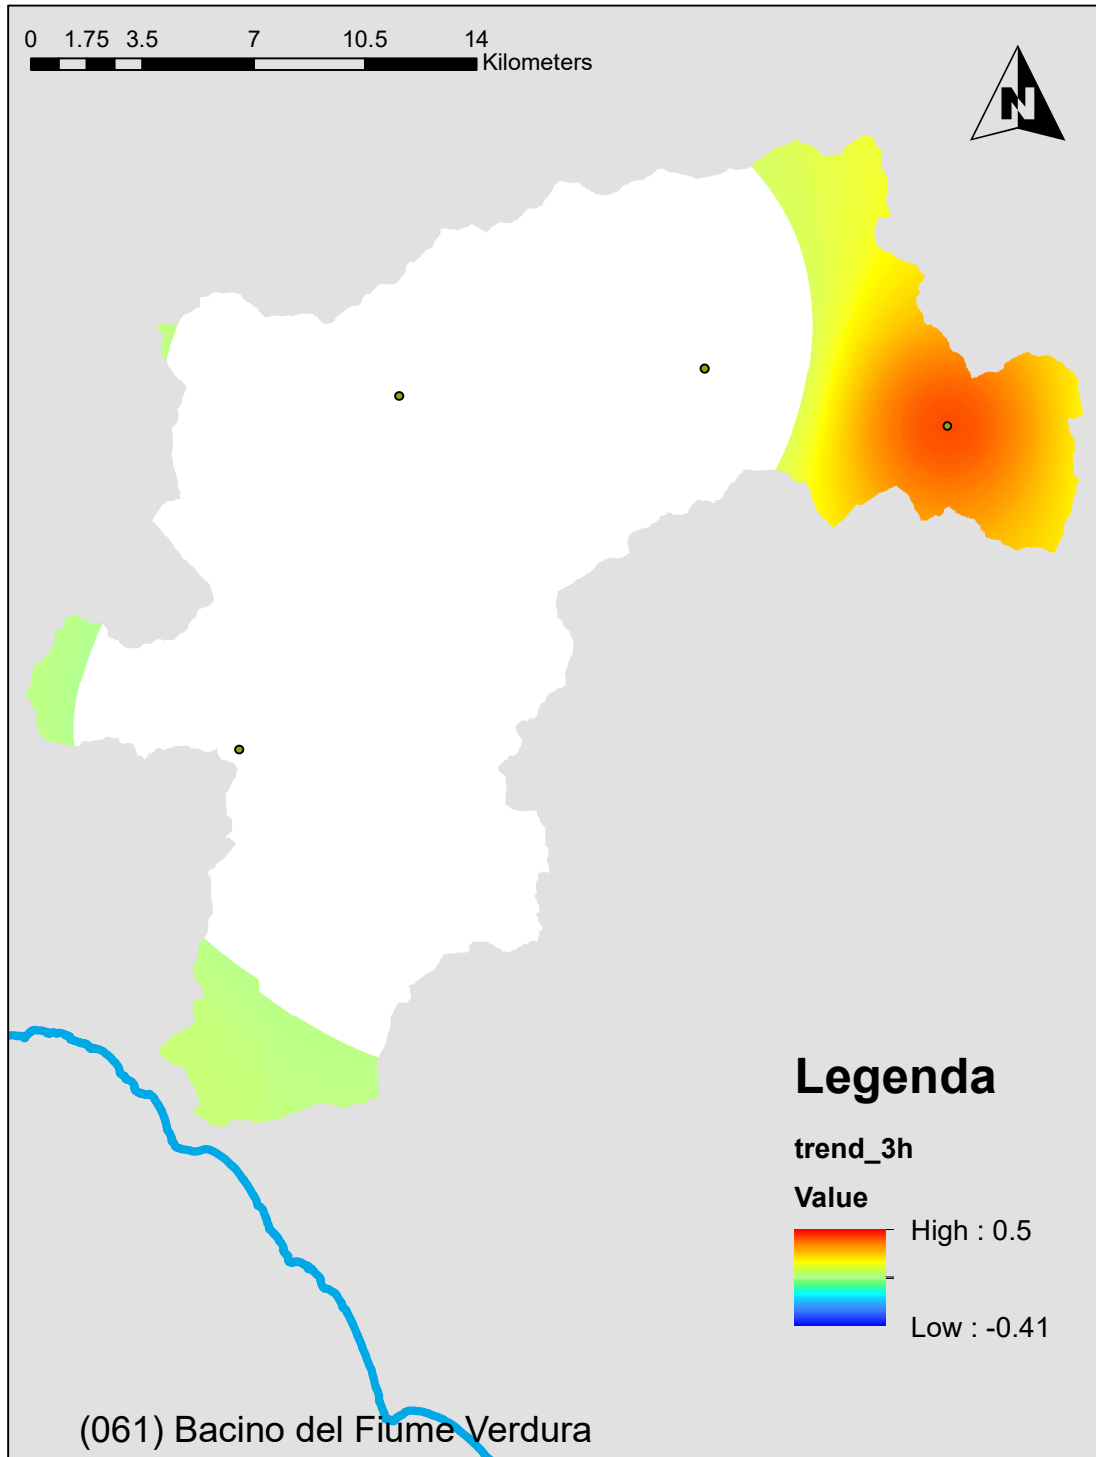 0 1.75 3.5 7 10.5 14
Kilometers
N
Legenda
trend_3h
Value
High : 0.5
Low : -0.41
(061) Bacino del Fiume Verdura